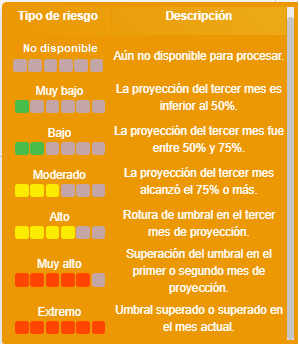 Tipo de riesgo
Descripción
No disponible
Aún no disponible para procesar.
Muy bajo
La proyección del tercer mes es
inferior al 50%.
Bajo
La proyección del tercer mes fue
entre 50% y 75%.
Moderado
La proyección del tercer mes
alcanzó el 75% o más.
Alto
Rotura de umbral en el tercer
mes de proyección.
Muy alto
Superación del umbral en el
primer o segundo mes de
proyección.
Extremo
Umbral superado o superado en
el mes actual.